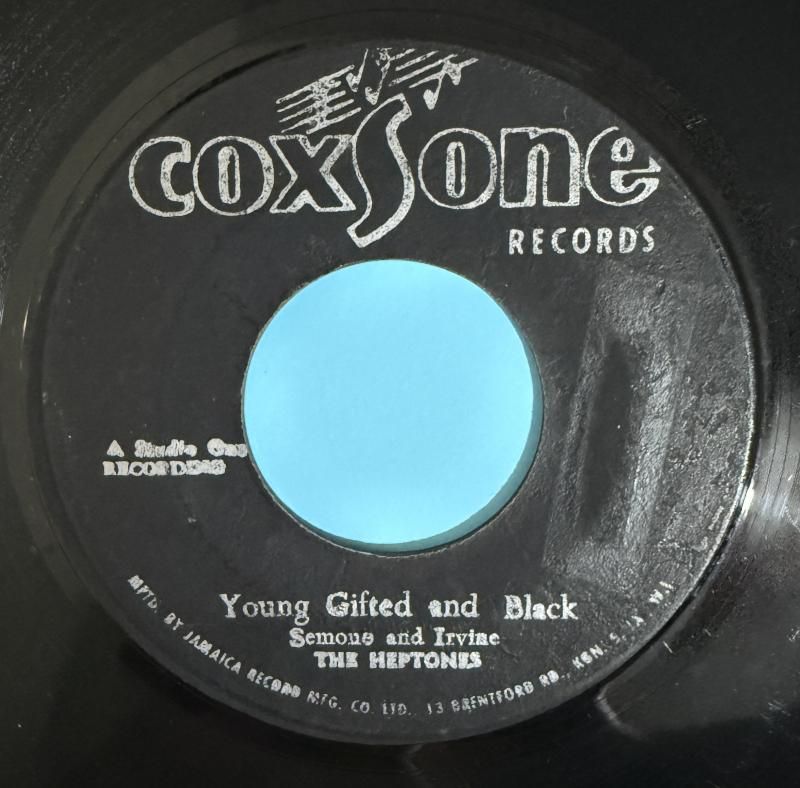 coxsone
RECORDS
A Studio One
RECORDING
Young Gifted and Black
Semous and Irvine
THE HEPTONES
MFTD. BY JAMAICA RECORD MFG. CO. LTD., 13 BRENTFORD RD., KGN. 5, JA. W.I.